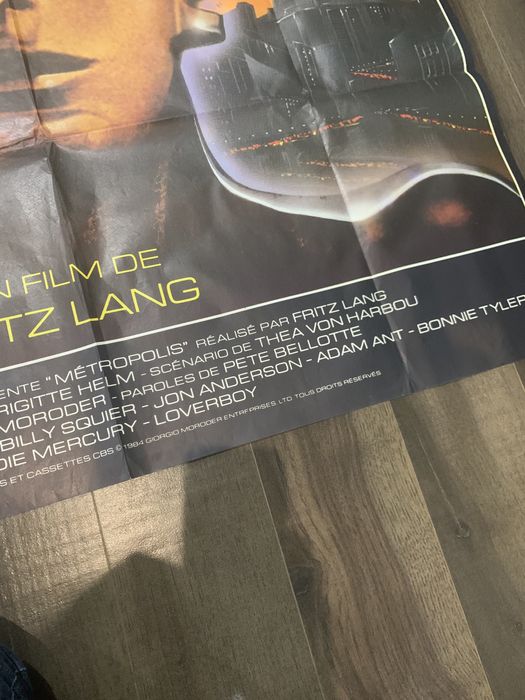 N FILM DE
TZ LANG
ENTE "MÉTROPOLIS" RÉALISÉ PAR FRITZ LANG
RIGITTE HELM - SCÉNARIO DE THEA VON HARBOU
MORODER - PAROLES DE PETE BELLOTTE
BILLY SQUIER - JON ANDERSON - ADAM ANT - BONNIE TYLER
DIE MERCURY - LOVERBOY
S ET CASSETTES CBS © 1984 GIORGIO MORODER ENTREPRISES LTD TOUS DROITS RÉSERVÉS